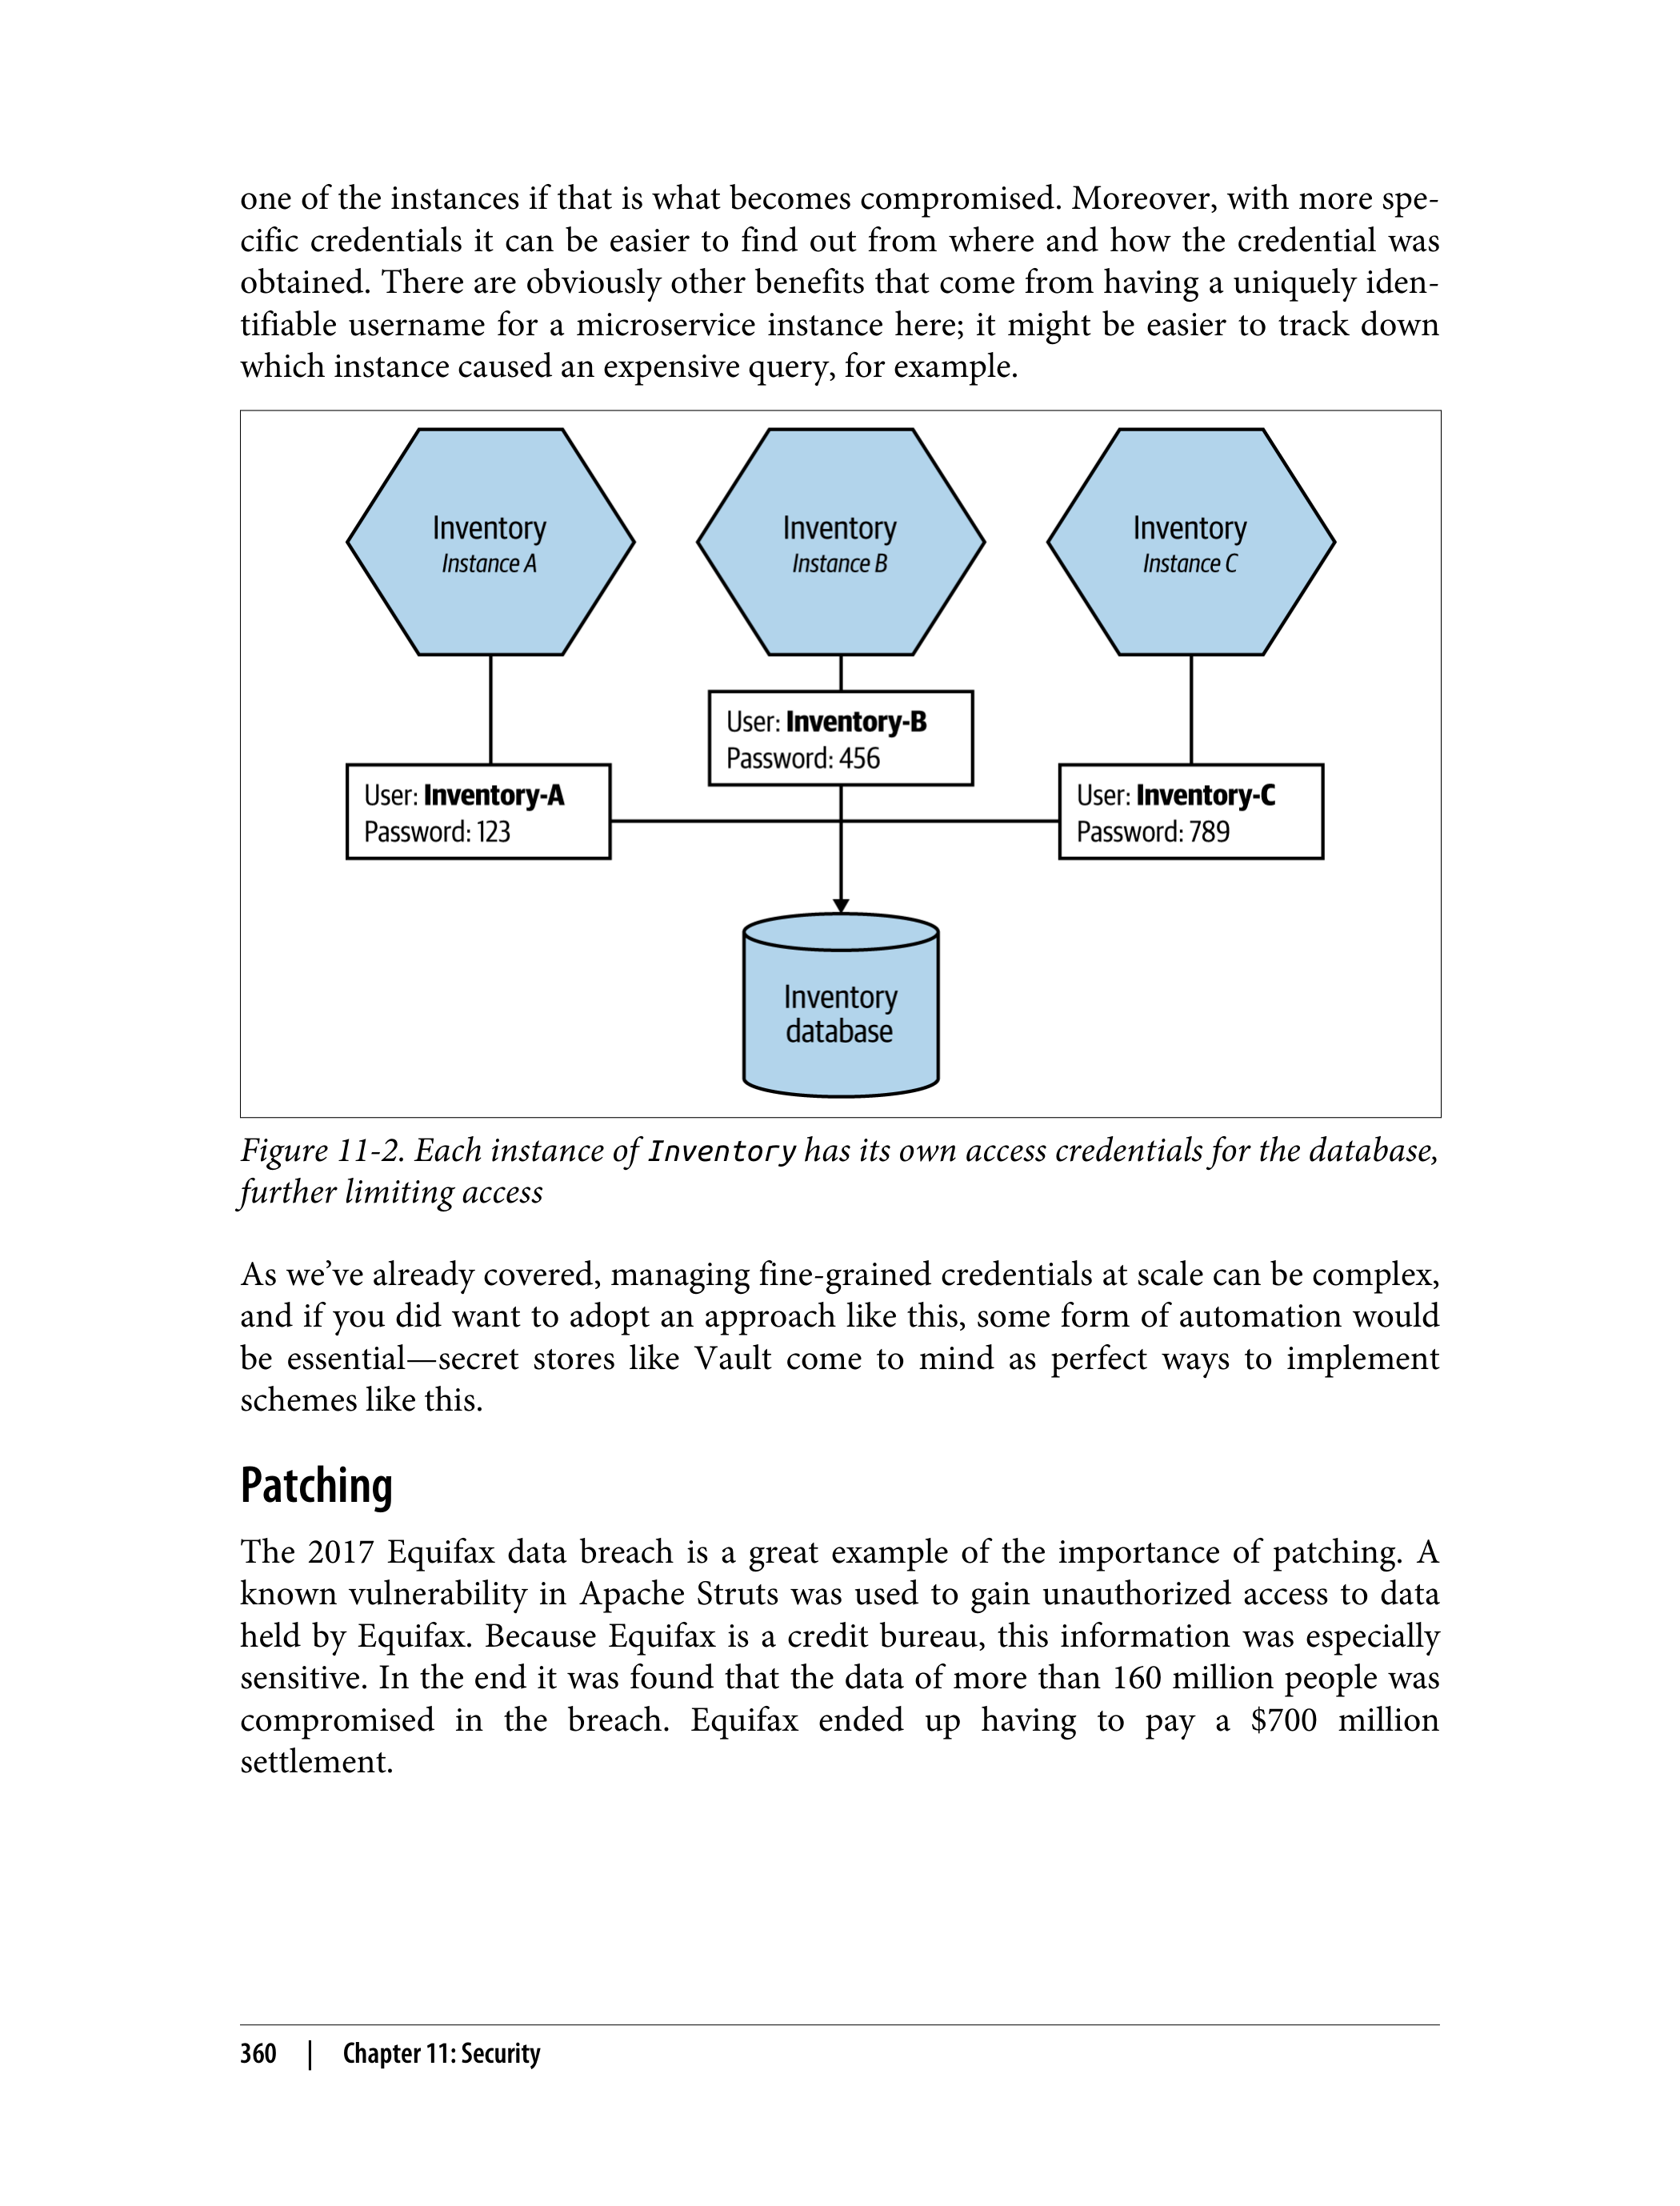 one of the instances if that is what becomes compromised. Moreover, with more spe-
cific credentials it can be easier to find out from where and how the credential was
obtained. There are obviously other benefits that come from having a uniquely iden-
tifiable username for a microservice instance here; it might be easier to track down
which instance caused an expensive query, for example.
Inventory
Instance A
Inventory
Instance B
Inventory
Instance C
User: Inventory-B
Password: 456
User: Inventory-A
Password: 123
User: Inventory-C
Password: 789
Inventory
database
Figure 11-2. Each instance of Inventory has its own access credentials for the database,
further limiting access
As we’ve already covered, managing fine-grained credentials at scale can be complex,
and if you did want to adopt an approach like this, some form of automation would
be essential—secret stores like Vault come to mind as perfect ways to implement
schemes like this.
Patching
The 2017 Equifax data breach is a great example of the importance of patching. A
known vulnerability in Apache Struts was used to gain unauthorized access to data
held by Equifax. Because Equifax is a credit bureau, this information was especially
sensitive. In the end it was found that the data of more than 160 million people was
compromised in the breach. Equifax ended up having to pay a $700 million
settlement.
360 | Chapter 11: Security